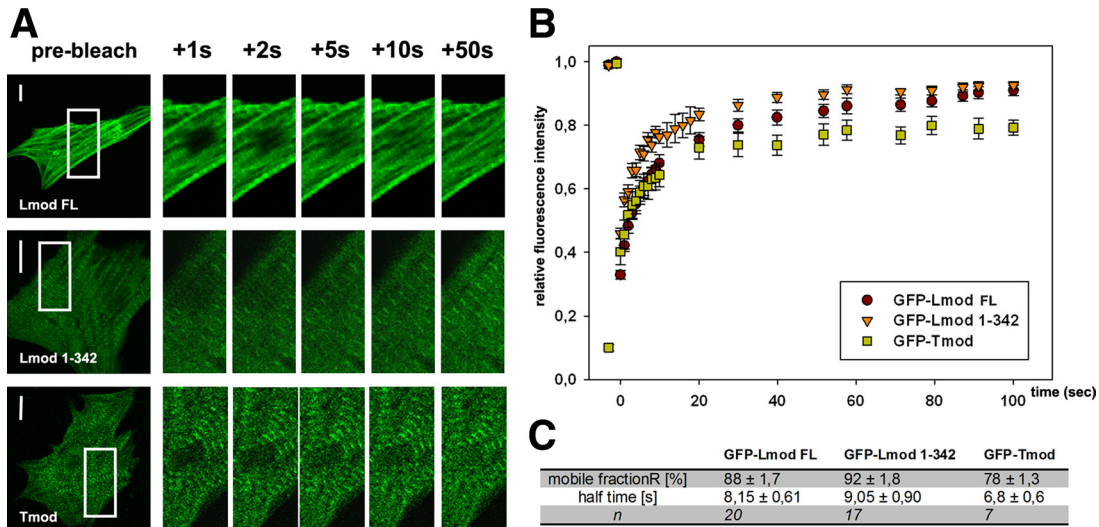 A
pre-bleach +1s +2s +5s +10s +50s
Lmod FL
Lmod 1-342
Tmod
B
relative fluorescence intensity
1,0
0,8
0,6
0,4
0,2
0,0
0 20 40 60 80 100 time (sec)
GFP-Lmod FL
GFP-Lmod 1-342
GFP-Tmod
C
GFP-Lmod FL GFP-Lmod 1-342 GFP-Tmod
mobile fractionR [%] 88 ± 1,7 92 ± 1,8 78 ± 1,3
half time [s] 8,15 ± 0,61 9,05 ± 0,90 6,8 ± 0,6
n 20 17 7